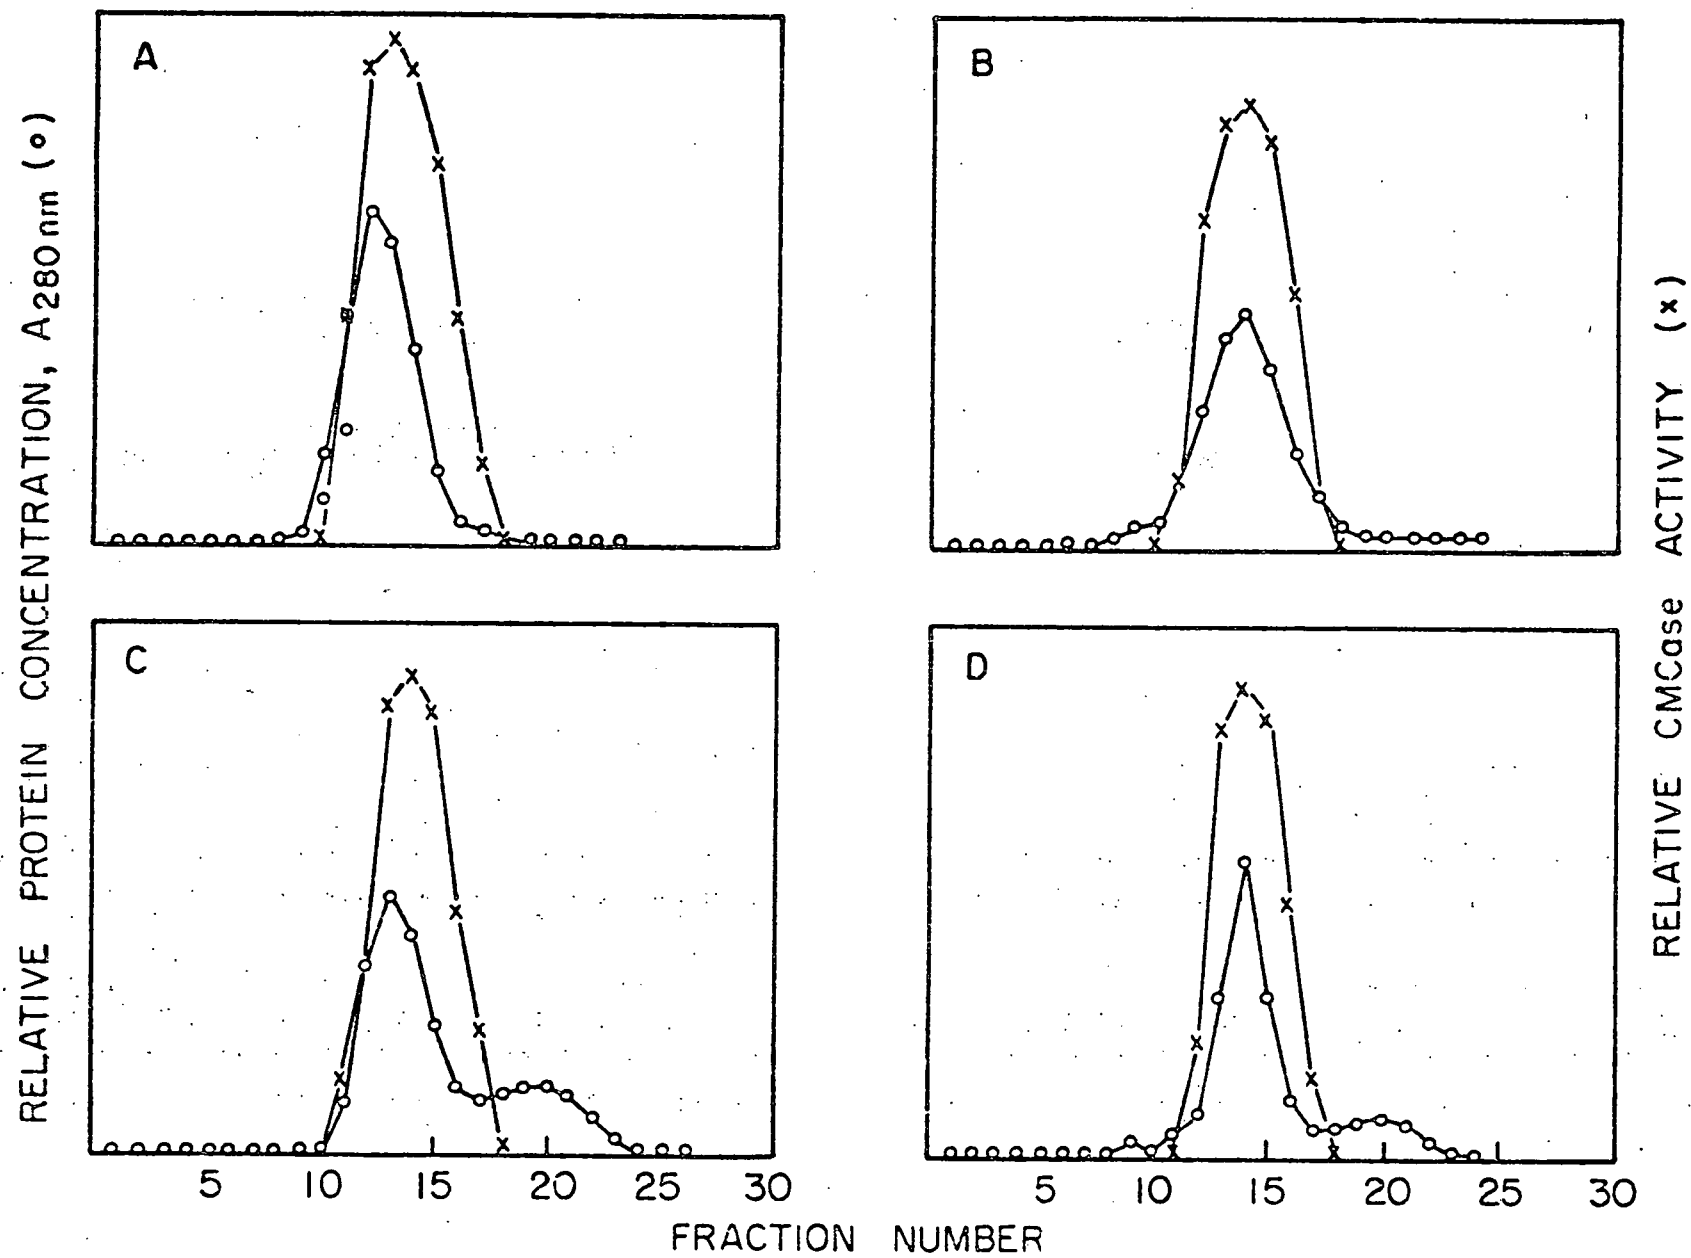 A
B
C
D
RELATIVE PROTEIN CONCENTRATION, A280nm (o)
RELATIVE CMCase ACTIVITY (x)
5 10 15 20 25 30
5 10 15 20 25 30
FRACTION NUMBER